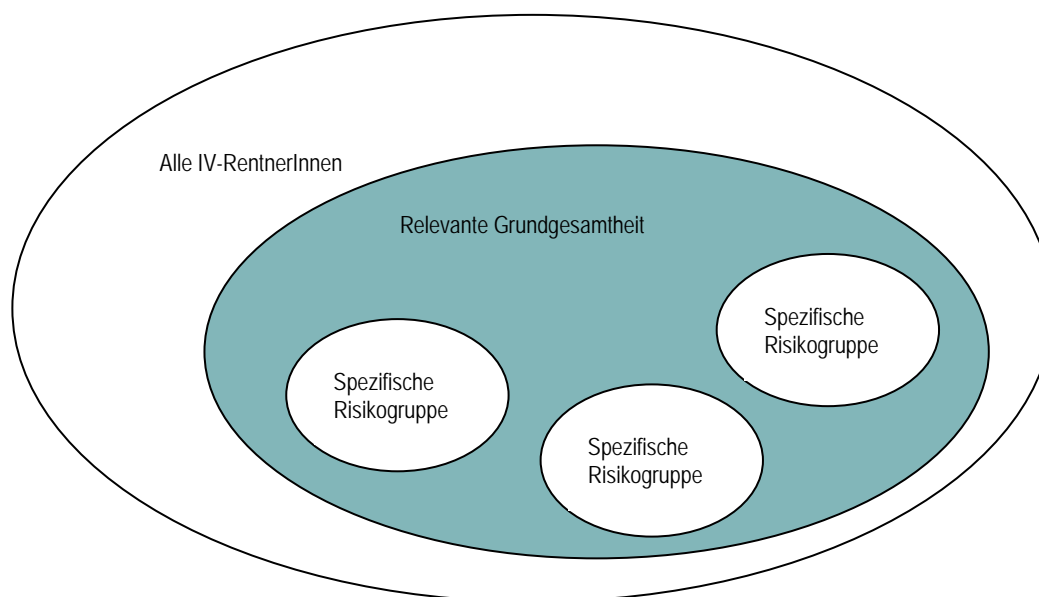 Alle IV-RentnerInnen
Relevante Grundgesamtheit
Spezifische
Risikogruppe
Spezifische
Risikogruppe
Spezifische
Risikogruppe